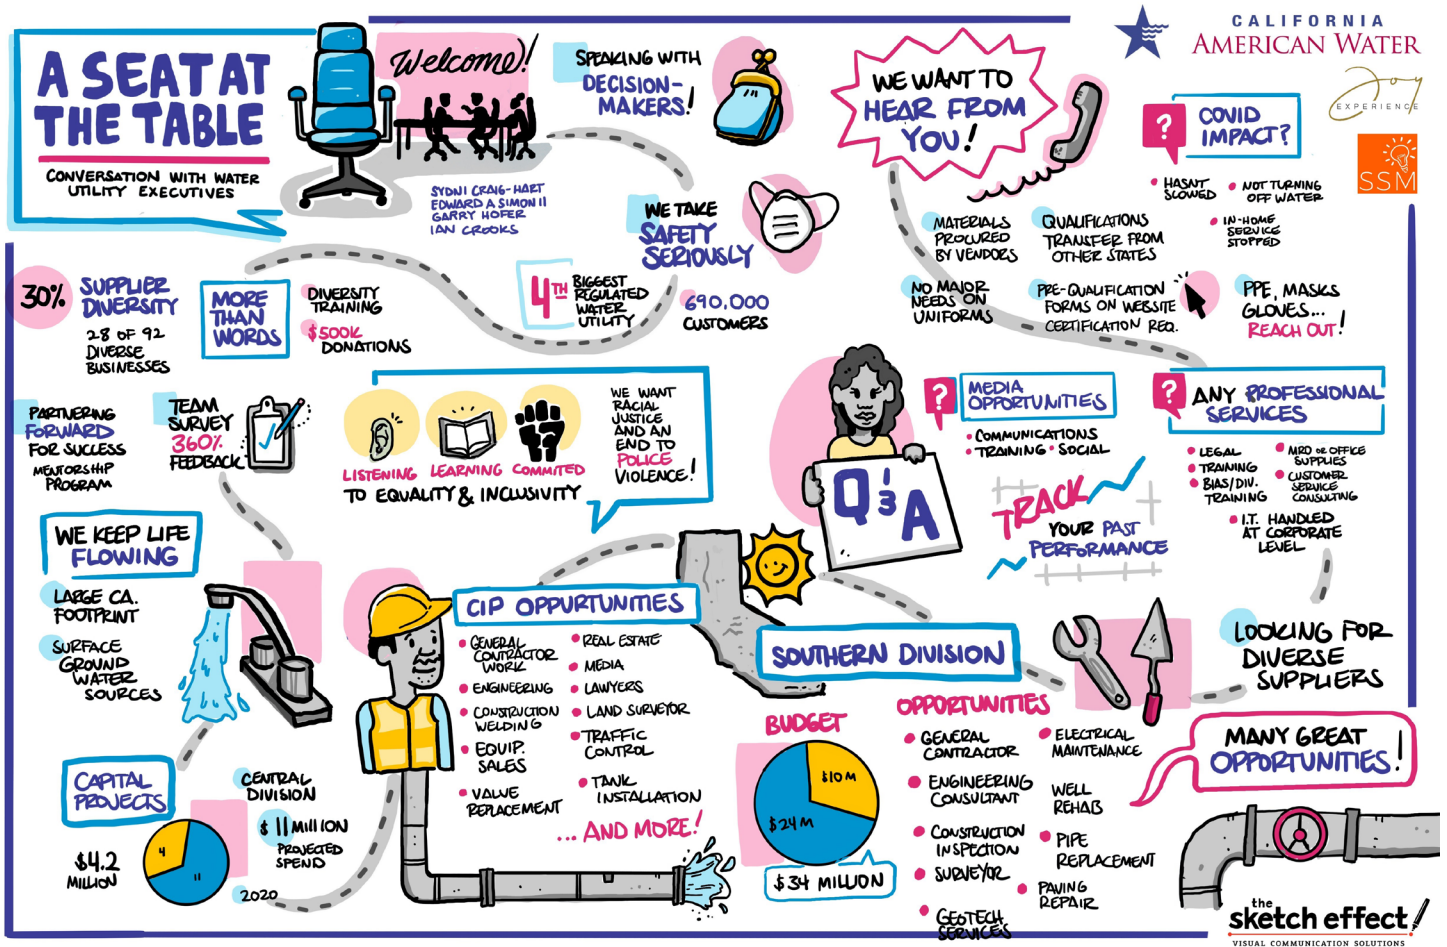 A SEAT AT
THE TABLE
CONVERSATION WITH WATER
UTILITY EXECUTIVES
Welcome!
SYDNI CRAIG-HART
EDWARD A SIMON II
GARRY HOFER
IAN CROOKS
SPEAKING WITH
DECISION-
MAKERS!
WE TAKE
SAFETY
SERIOUSLY
4TH
BIGGEST
REGULATED
WATER
UTILITY
690,000
CUSTOMERS
30%
SUPPLIER
DIVERSITY
28 OF 92
DIVERSE
BUSINESSES
MORE
THAN
WORDS
DIVERSITY
TRAINING
$500K
DONATIONS
PARTNERING
FORWARD
FOR SUCCESS
MENTORSHIP
PROGRAM
TEAM
SURVEY
360%
FEEDBACK
LISTENING LEARNING COMMITED
TO EQUALITY & INCLUSIVITY
WE WANT
RACIAL
JUSTICE
AND AN
END TO
POLICE
VIOLENCE!
WE KEEP LIFE
FLOWING
LARGE CA.
FOOTPRINT
SURFACE
GROUND
WATER
SOURCES
CAPITAL
PROJECTS
$4.2
MILLION
4
11
CENTRAL
DIVISION
$11 MILLION
PROJECTED
SPEND
2020
CIP OPPURTUNITIES
GENERAL
CONTRACTOR
WORK
ENGINEERING
CONSTRUCTION
WELDING
EQUIP.
SALES
VALVE
REPLACEMENT
REAL ESTATE
MEDIA
LAWYERS
LAND SURVEYOR
TRAFFIC
CONTROL
TANK
INSTALLATION
...AND MORE!
WE WANT TO
HEAR FROM
YOU!
MATERIALS
PROCURED
BY VENDORS
QUALIFICATIONS
TRANSFER FROM
OTHER STATES
NO MAJOR
NEEDS ON
UNIFORMS
PRE-QUALIFICATION
FORMS ON WEBSITE
CERTIFICATION REQ.
CALIFORNIA
AMERICAN WATER
Joy
EXPERIENCE
SSM
?
COVID
IMPACT?
HASN'T
SLOWED
NOT TURNING
OFF WATER
IN-HOME
SERVICE
STOPPED
PPE, MASKS
GLOVES...
REACH OUT!
Q & A
?
MEDIA
OPPORTUNITIES
COMMUNICATIONS
TRAINING • SOCIAL
TRACK
YOUR PAST
PERFORMANCE
?
ANY PROFESSIONAL
SERVICES
LEGAL
TRAINING
BIAS/DIV.
TRAINING
MRO OR OFFICE
SUPPLIES
CUSTOMER
SERVICE
CONSULTING
I.T. HANDLED
AT CORPORATE
LEVEL
LOOKING FOR
DIVERSE
SUPPLIERS
SOUTHERN DIVISION
BUDGET
$10M
$24M
$34 MILLION
OPPORTUNITIES
GENERAL
CONTRACTOR
ENGINEERING
CONSULTANT
CONSTRUCTION
INSPECTION
SURVEYOR
GEOTECH
SERVICES
ELECTRICAL
MAINTENANCE
WELL
REHAB
PIPE
REPLACEMENT
PAVING
REPAIR
MANY GREAT
OPPORTUNITIES!
the
sketch effect
VISUAL COMMUNICATION SOLUTIONS